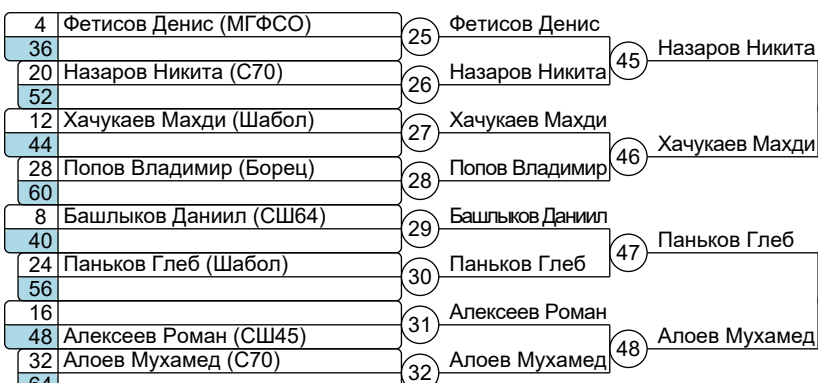 4 Фетисов Денис (МГФСО)
36
25
Фетисов Денис
20 Назаров Никита (С70)
52
26
Назаров Никита
45
Назаров Никита
12 Хачукаев Махди (Шабол)
44
27
Хачукаев Махди
28 Попов Владимир (Борец)
60
28
Попов Владимир
46
Хачукаев Махди
8 Башлыков Даниил (СШ64)
40
29
Башлыков Даниил
24 Паньков Глеб (Шабол)
56
30
Паньков Глеб
47
Паньков Глеб
16
48 Алексеев Роман (СШ45)
31
Алексеев Роман
32 Алоев Мухамед (С70)
64
32
Алоев Мухамед
48
Алоев Мухамед